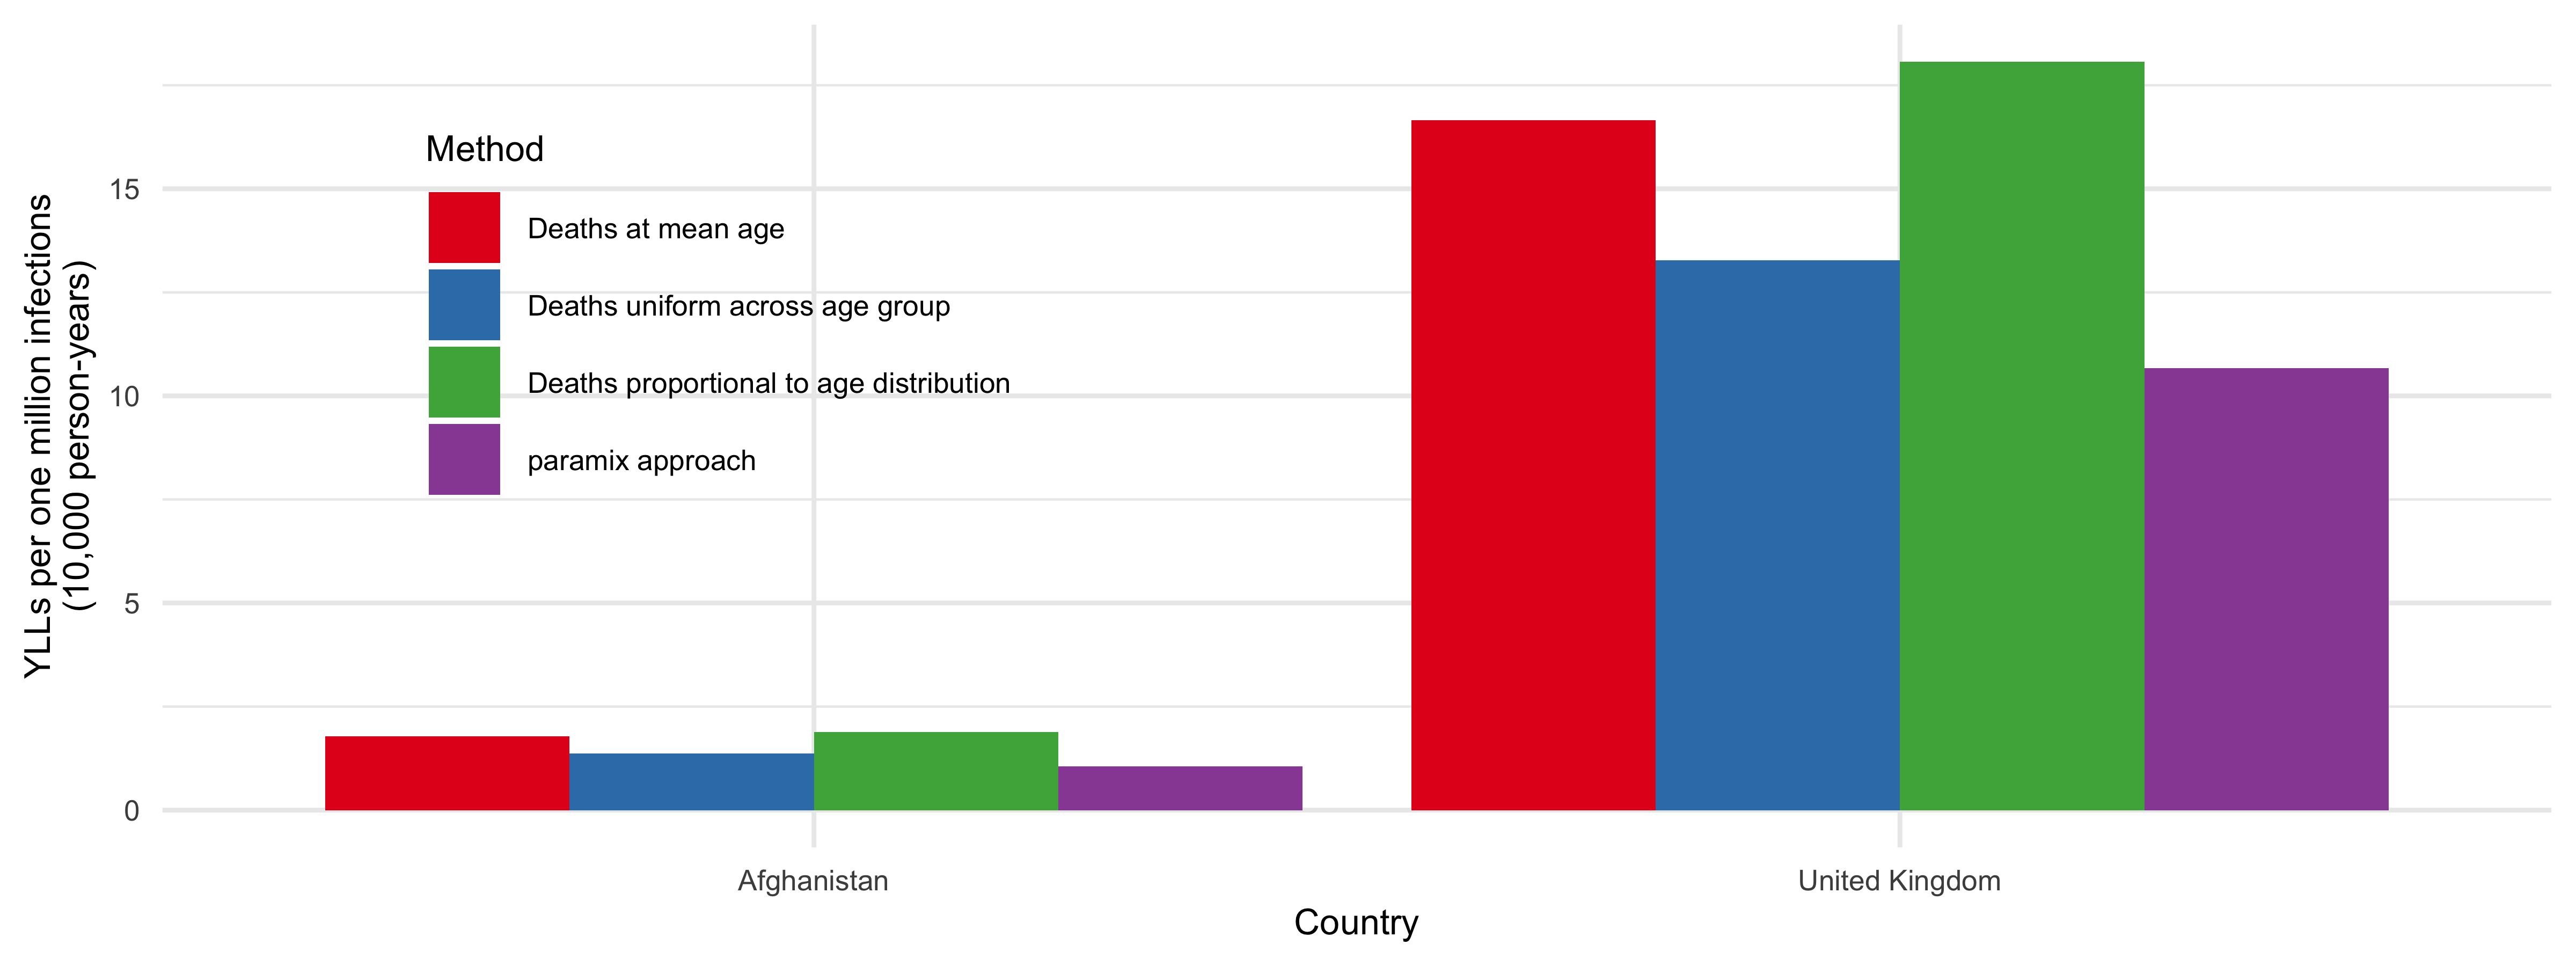 YLLs per one million infections
(10,000 person-years)
15
10
5
0
Method
Deaths at mean age
Deaths uniform across age group
Deaths proportional to age distribution
paramix approach
Afghanistan
United Kingdom
Country